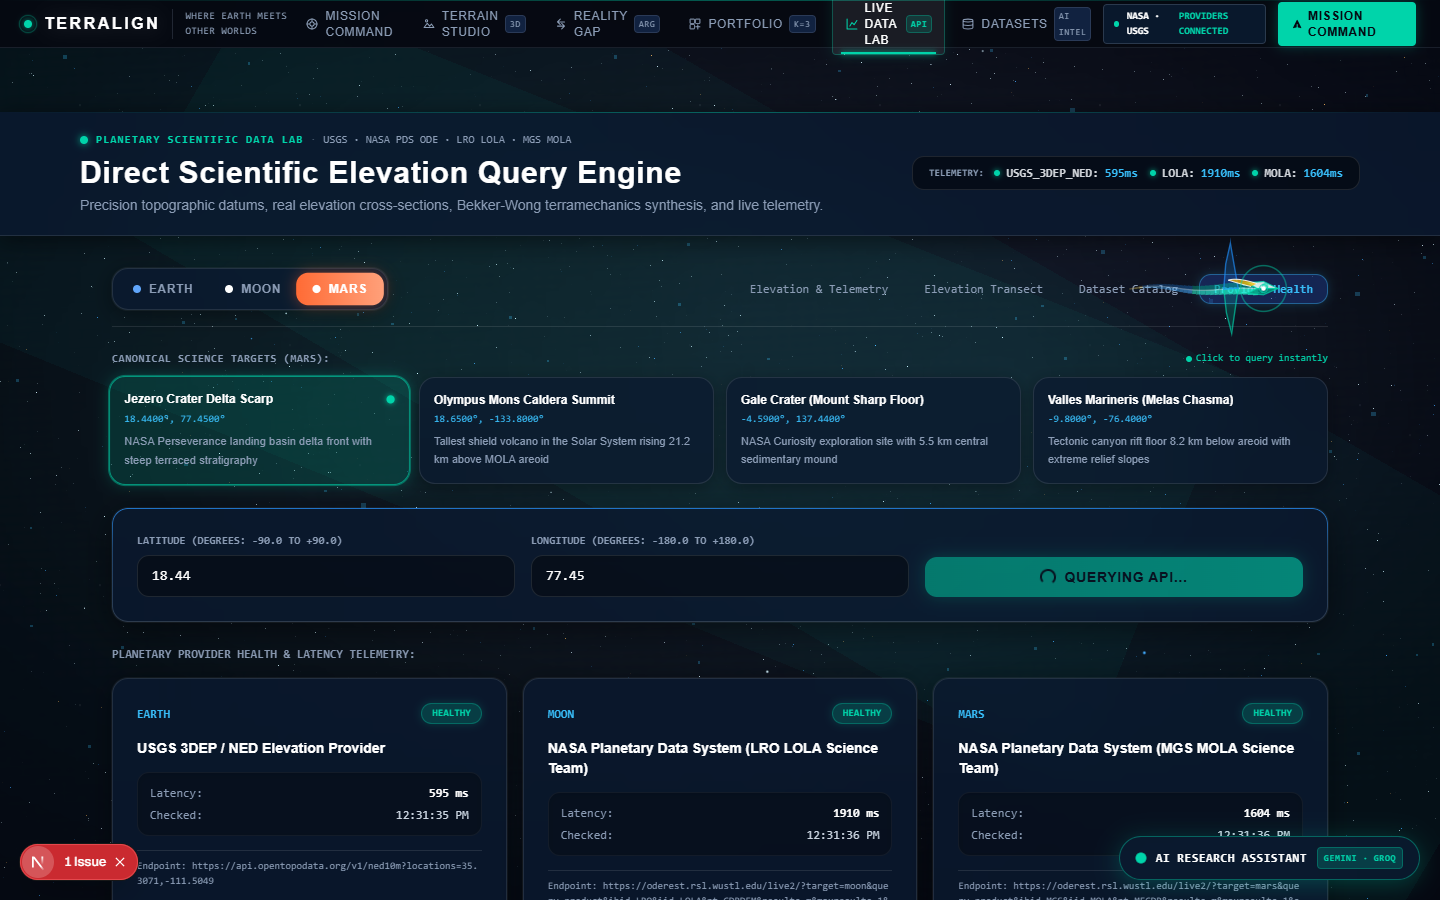 TERRALIGN
WHERE EARTH MEETS
OTHER WORLDS
MISSION
COMMAND
TERRAIN
STUDIO
3D
REALITY
GAP
ARG
PORTFOLIO
K=3
LIVE
DATA
LAB
API
DATASETS
AI
INTEL
NASA •
USGS
PROVIDERS
CONNECTED
MISSION
COMMAND
PLANETARY SCIENTIFIC DATA LAB · USGS • NASA PDS ODE • LRO LOLA • MGS MOLA
Direct Scientific Elevation Query Engine
Precision topographic datums, real elevation cross-sections, Bekker-Wong terramechanics synthesis, and live telemetry.
TELEMETRY: USGS_3DEP_NED: 595ms LOLA: 1910ms MOLA: 1604ms
EARTH
MOON
MARS
Elevation & Telemetry
Elevation Transect
Dataset Catalog
Health
CANONICAL SCIENCE TARGETS (MARS):
Click to query instantly
Jezero Crater Delta Scarp
18.4400°, 77.4500°
NASA Perseverance landing basin delta front with
steep terraced stratigraphy
Olympus Mons Caldera Summit
18.6500°, -133.8000°
Tallest shield volcano in the Solar System rising 21.2
km above MOLA areoid
Gale Crater (Mount Sharp Floor)
-4.5900°, 137.4400°
NASA Curiosity exploration site with 5.5 km central
sedimentary mound
Valles Marineris (Melas Chasma)
-9.8000°, -76.4000°
Tectonic canyon rift floor 8.2 km below areoid with
extreme relief slopes
LATITUDE (DEGREES: -90.0 TO +90.0)
18.44
LONGITUDE (DEGREES: -180.0 TO +180.0)
77.45
QUERYING API...
PLANETARY PROVIDER HEALTH & LATENCY TELEMETRY:
EARTH
HEALTHY
USGS 3DEP / NED Elevation Provider
Latency: 595 ms
Checked: 12:31:35 PM
Endpoint: https://api.opentopodata.org/v1/ned10m?locations=35.
3071,-111.5049
MOON
HEALTHY
NASA Planetary Data System (LRO LOLA Science
Team)
Latency: 1910 ms
Checked: 12:31:36 PM
Endpoint: https://oderest.rsl.wustl.edu/live2/?target=moon&que
MARS
HEALTHY
NASA Planetary Data System (MGS MOLA Science
Team)
Latency: 1604 ms
Checked: 12:31:36 PM
Endpoint: https://oderest.rsl.wustl.edu/live2/?target=mars&que
N 1 Issue
AI RESEARCH ASSISTANT GEMINI · GROQ